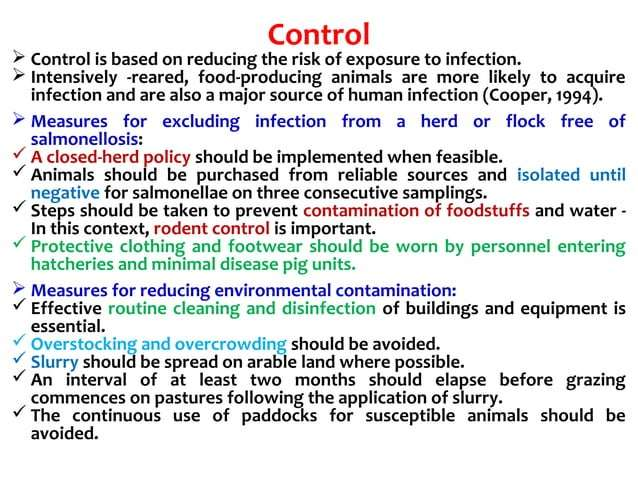 Control
➢ Control is based on reducing the risk of exposure to infection.
➢ Intensively -reared, food-producing animals are more likely to acquire
infection and are also a major source of human infection (Cooper, 1994).
➢ Measures for excluding infection from a herd or flock free of
salmonellosis:
✓ A closed-herd policy should be implemented when feasible.
✓ Animals should be purchased from reliable sources and isolated until
negative for salmonellae on three consecutive samplings.
✓ Steps should be taken to prevent contamination of foodstuffs and water -
In this context, rodent control is important.
✓ Protective clothing and footwear should be worn by personnel entering
hatcheries and minimal disease pig units.
➢ Measures for reducing environmental contamination:
✓ Effective routine cleaning and disinfection of buildings and equipment is
essential.
✓ Overstocking and overcrowding should be avoided.
✓ Slurry should be spread on arable land where possible.
✓ An interval of at least two months should elapse before grazing
commences on pastures following the application of slurry.
✓ The continuous use of paddocks for susceptible animals should be
avoided.